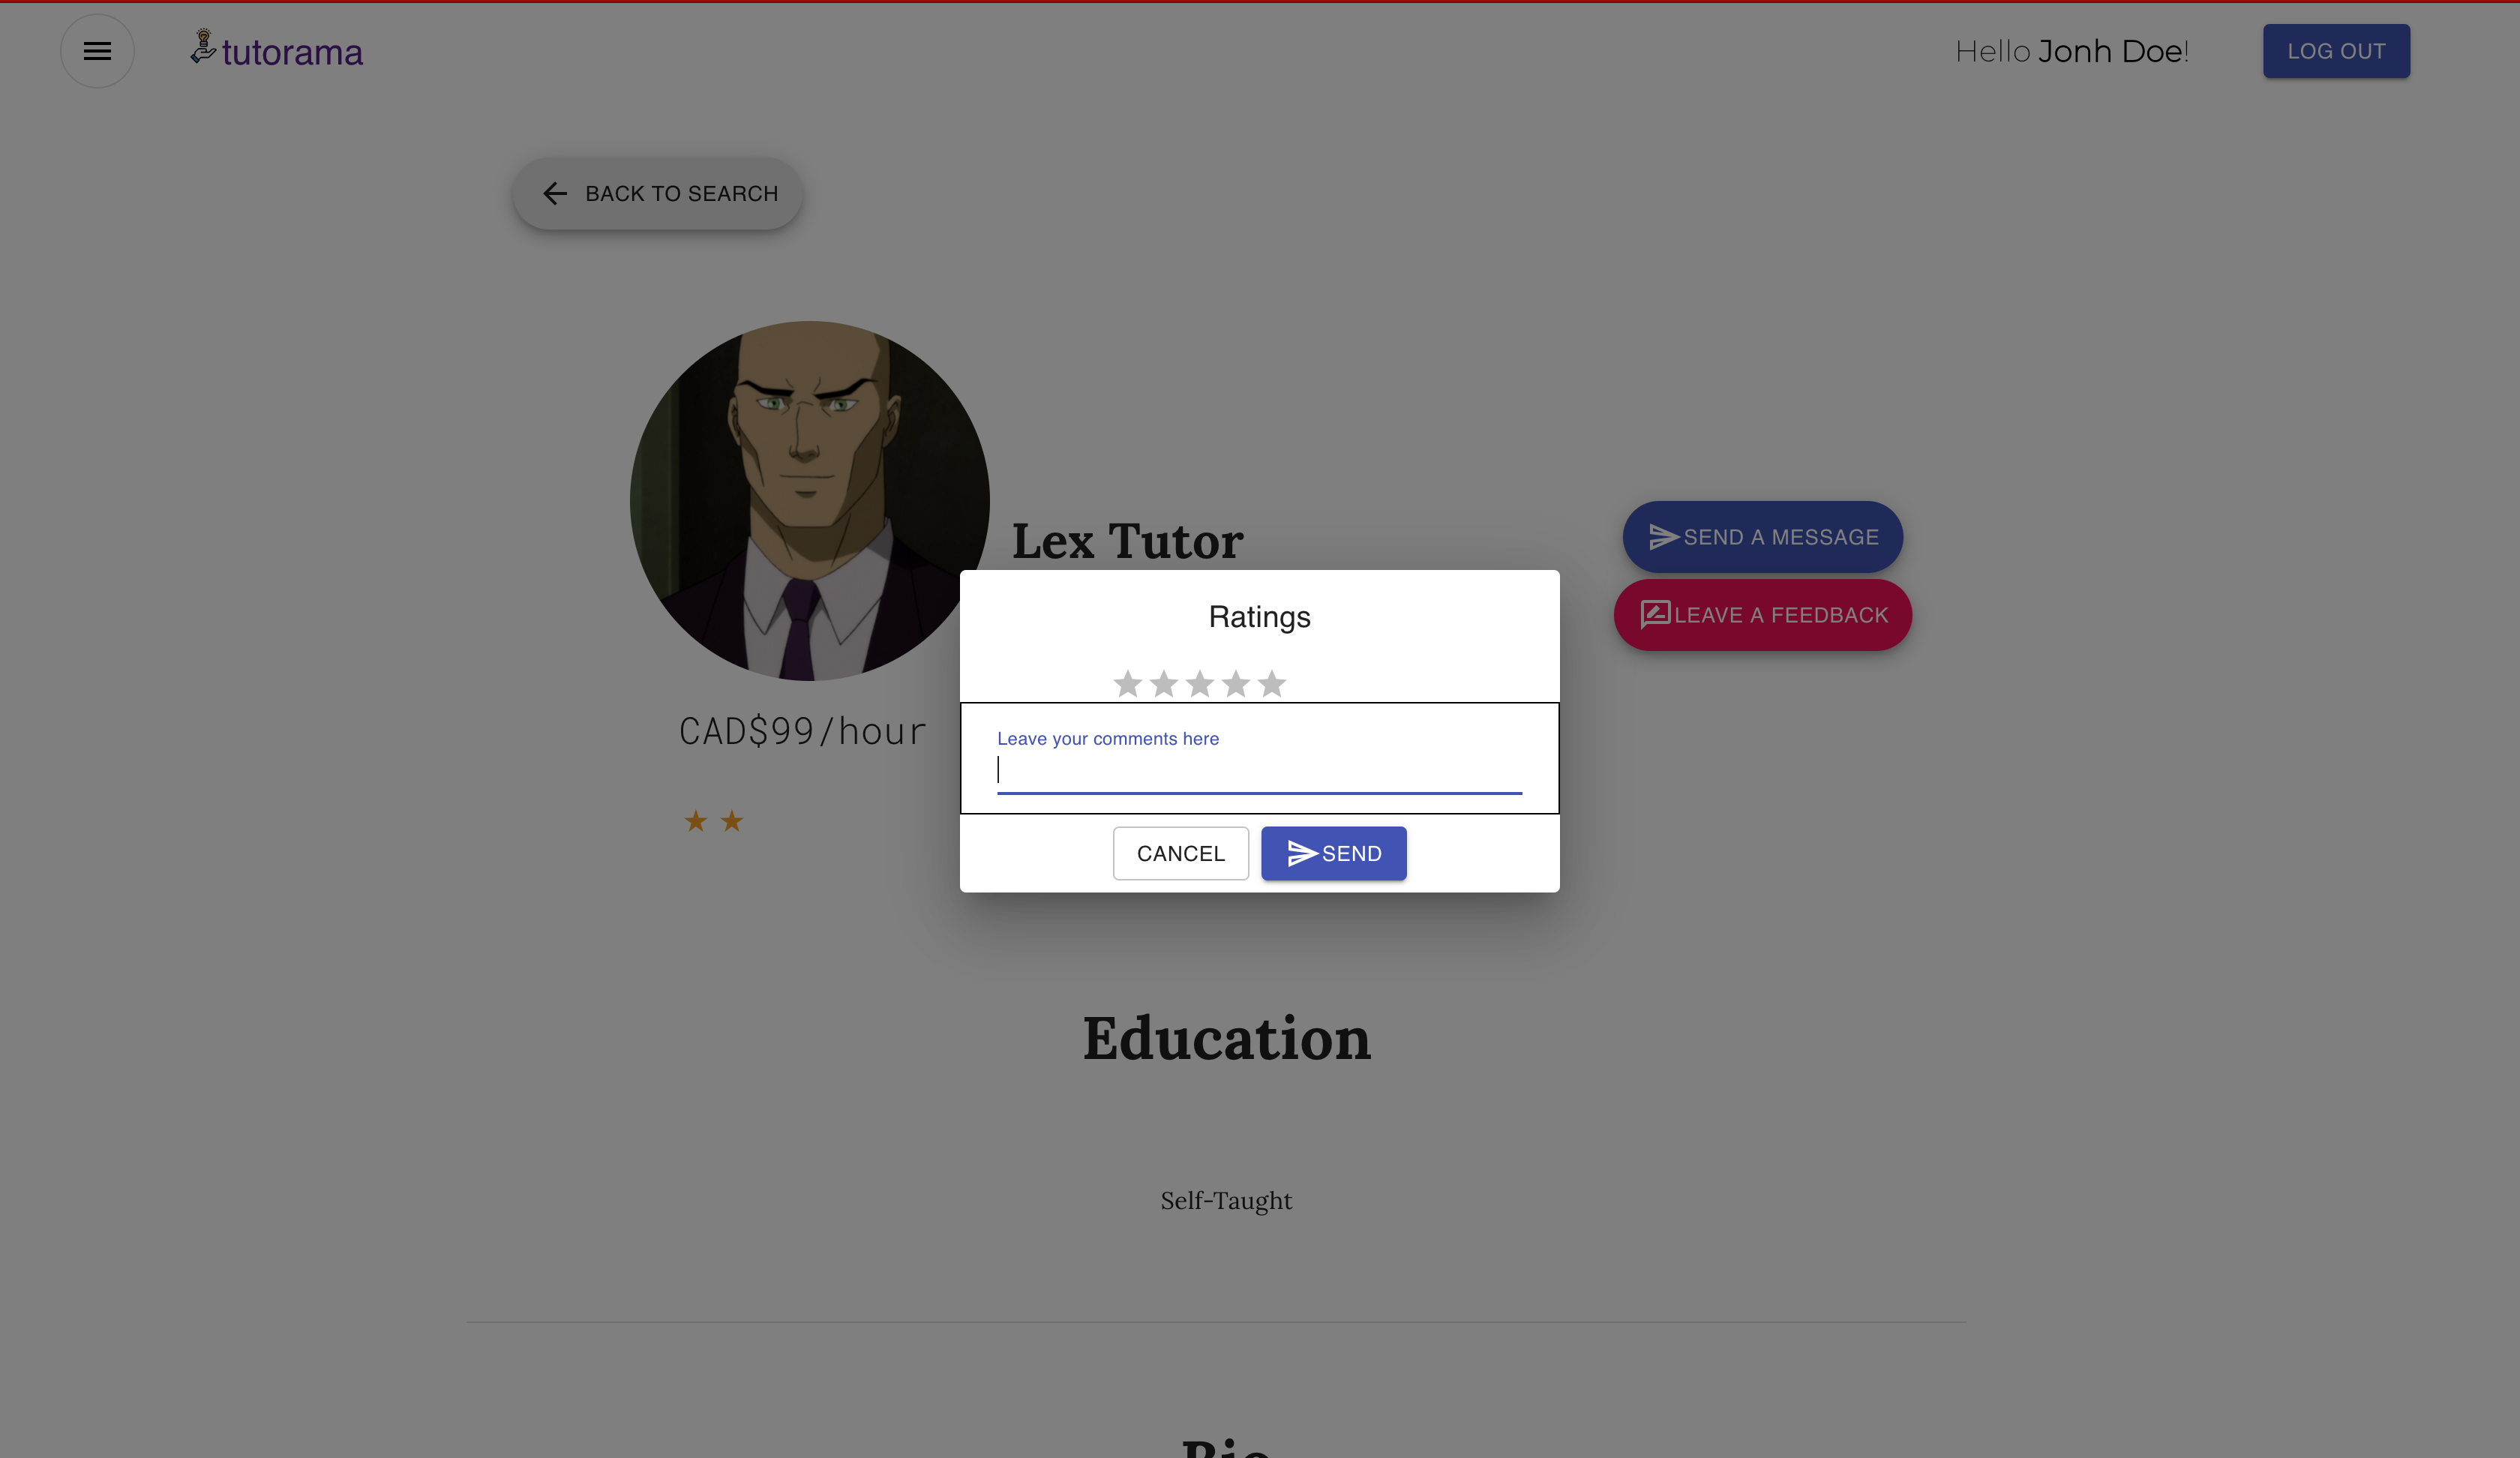 tutorama
Hello Jonh Doe!
LOG OUT
BACK TO SEARCH
Lex Tutor
SEND A MESSAGE
LEAVE A FEEDBACK
Ratings
CAD$99/hour
Leave your comments here
CANCEL
SEND
Education
Self-Taught
Bio